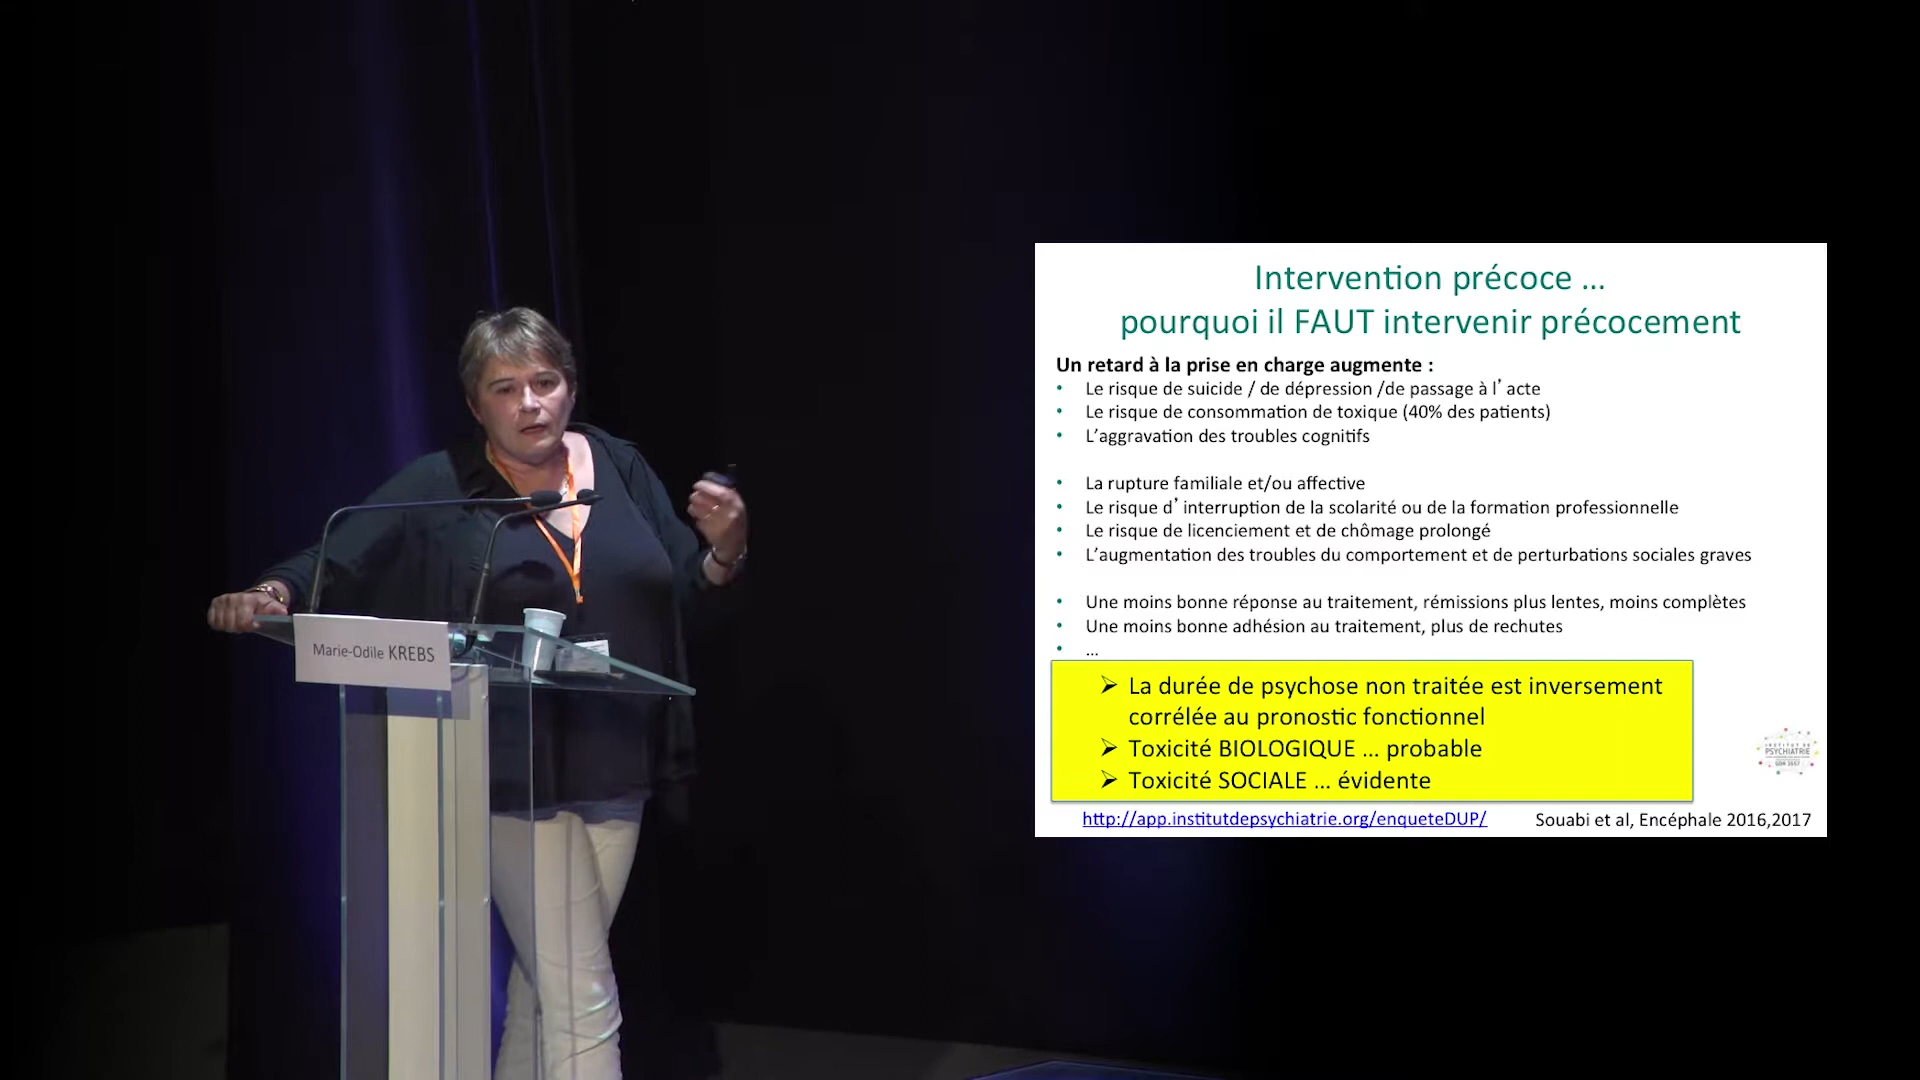 Marie-Odile KREBS
Intervention précoce ...
pourquoi il FAUT intervenir précocement
Un retard à la prise en charge augmente :
• Le risque de suicide / de dépression /de passage à l’ acte
• Le risque de consommation de toxique (40% des patients)
• L’aggravation des troubles cognitifs
• La rupture familiale et/ou affective
• Le risque d’ interruption de la scolarité ou de la formation professionnelle
• Le risque de licenciement et de chômage prolongé
• L’augmentation des troubles du comportement et de perturbations sociales graves
• Une moins bonne réponse au traitement, rémissions plus lentes, moins complètes
• Une moins bonne adhésion au traitement, plus de rechutes
• ...
➢ La durée de psychose non traitée est inversement
corrélée au pronostic fonctionnel
➢ Toxicité BIOLOGIQUE ... probable
➢ Toxicité SOCIALE ... évidente
INSTITUT DE
PSYCHIATRIE
http://app.institutdepsychiatrie.org/enqueteDUP/
Souabi et al, Encéphale 2016,2017